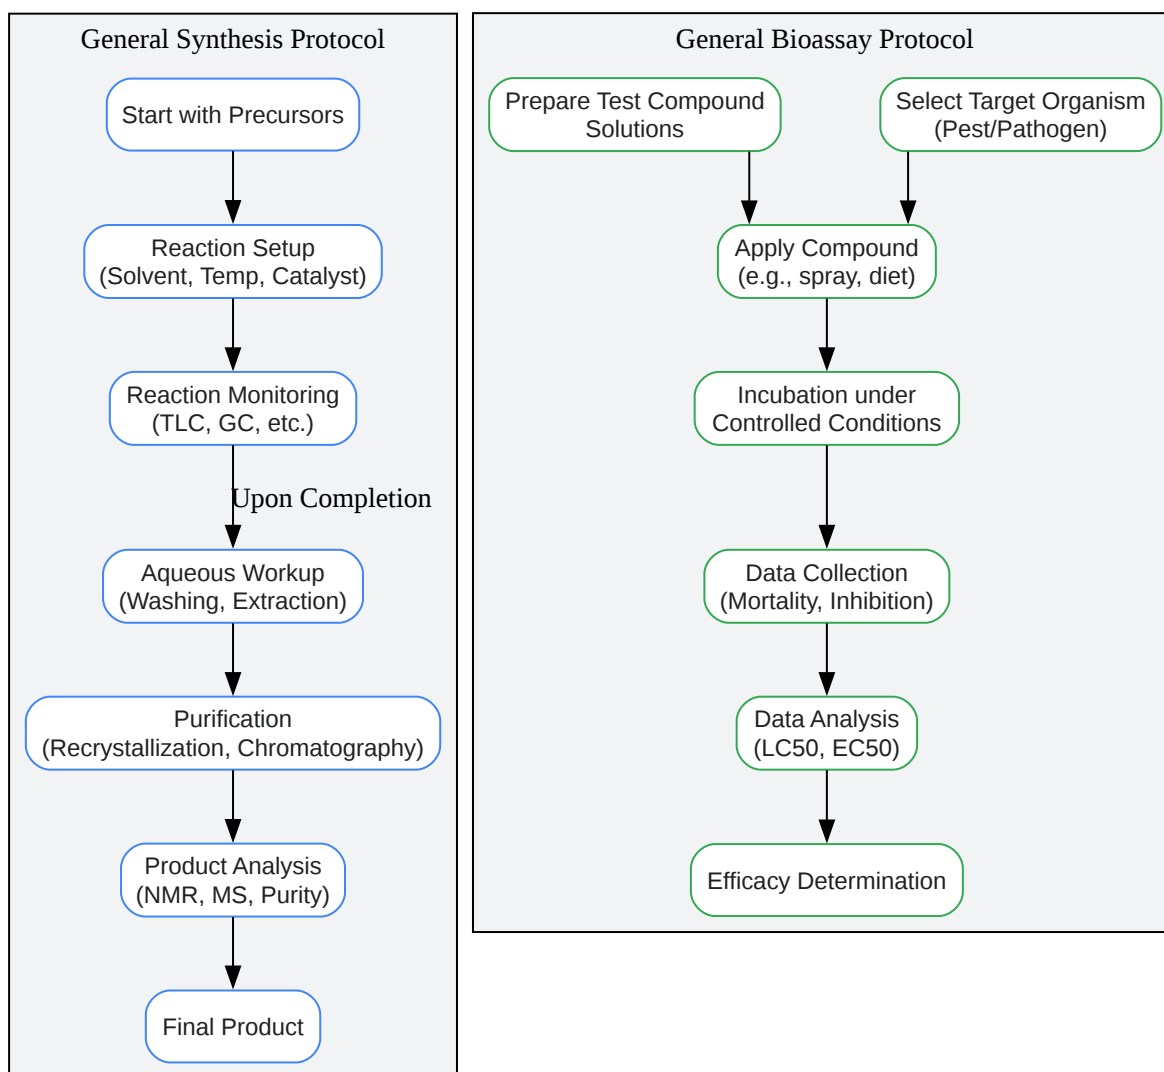 General Synthesis Protocol
Start with Precursors
Reaction Setup
(Solvent, Temp, Catalyst)
Reaction Monitoring
(TLC, GC, etc.)
Upon Completion
Aqueous Workup
(Washing, Extraction)
Purification
(Recrystallization, Chromatography)
Product Analysis
(NMR, MS, Purity)
Final Product
General Bioassay Protocol
Prepare Test Compound
Solutions
Select Target Organism
(Pest/Pathogen)
Apply Compound
(e.g., spray, diet)
Incubation under
Controlled Conditions
Data Collection
(Mortality, Inhibition)
Data Analysis
(LC50, EC50)
Efficacy Determination